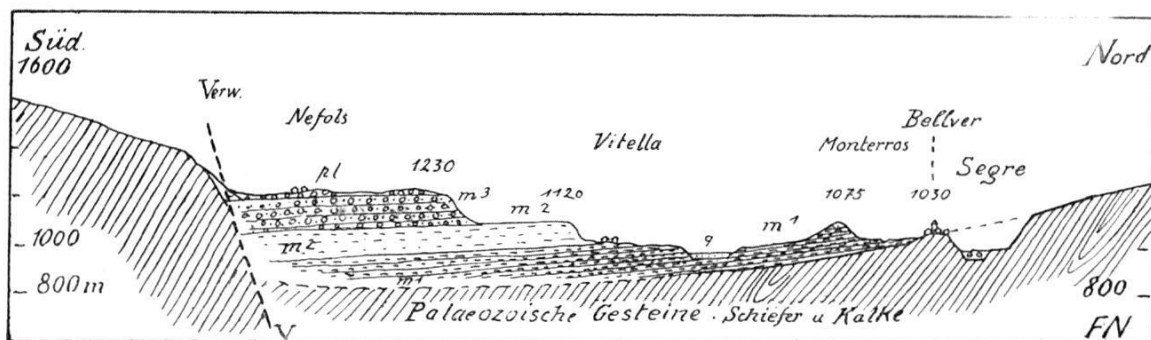 Süd. Nord
1600
Verw.
Nefols Vitella Bellver
Monterros Segre
pl 1230 m³ 1120 1075 1030
m² q m¹
1000 m²
800 m m¹ 800
Palaeozoische Gesteine. Schiefer u Kalke
V FN